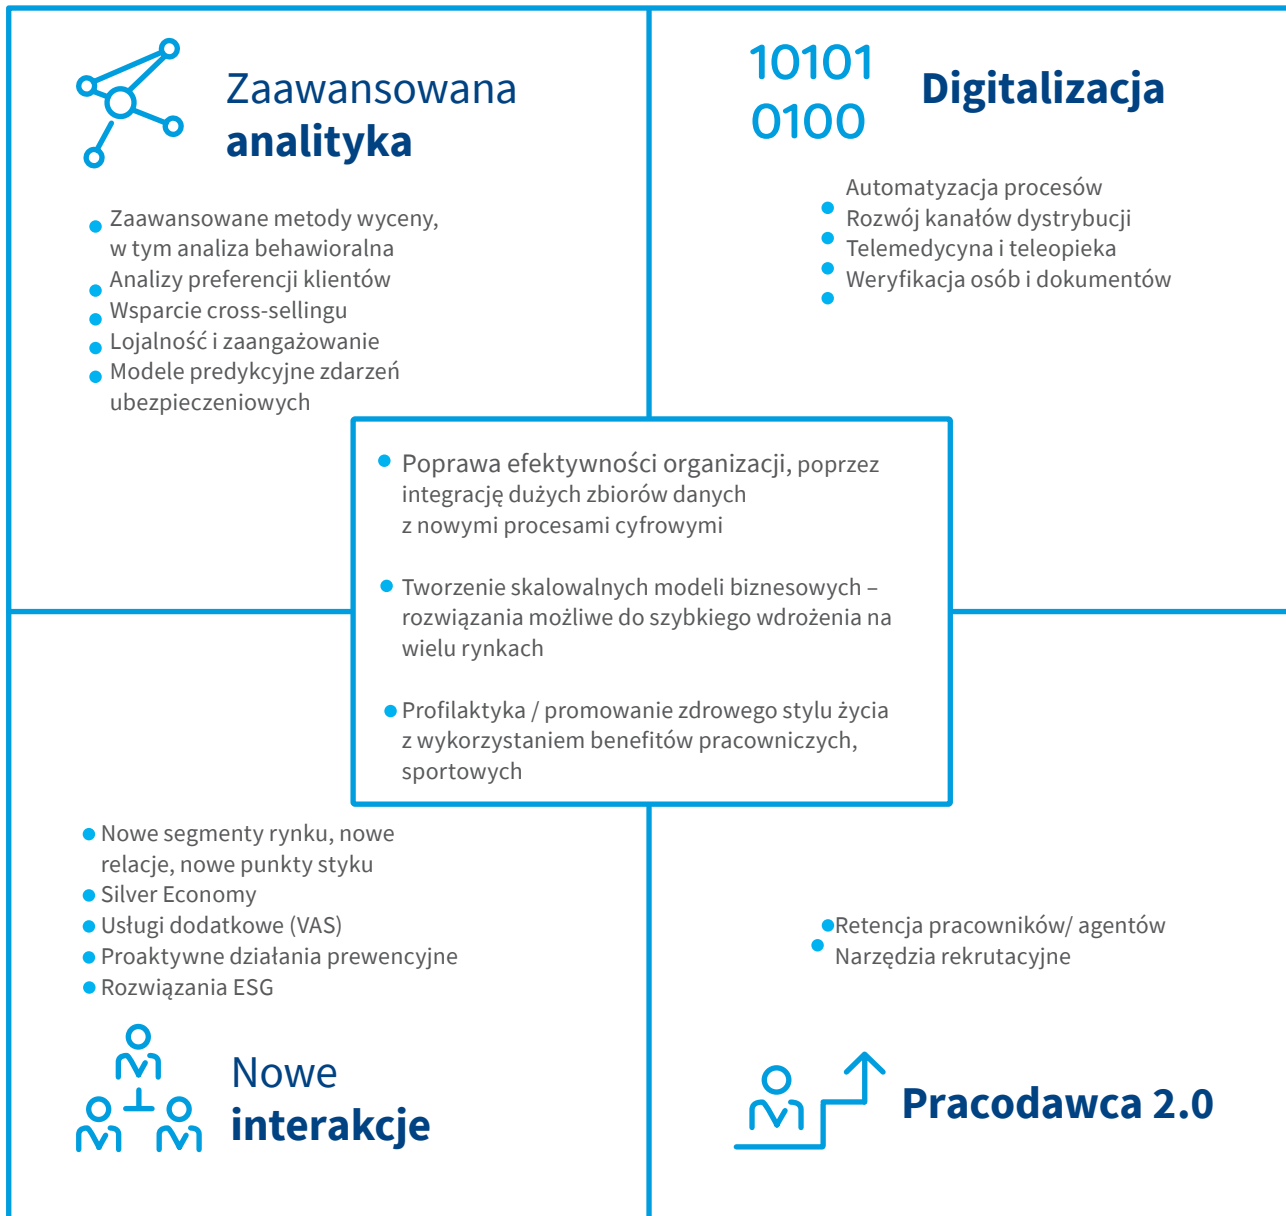 Zaawansowana
analityka
Zaawansowane metody wyceny,
w tym analiza behawioralna
Analizy preferencji klientów
Wsparcie cross-sellingu
Lojalność i zaangażowanie
Modele predykcyjne zdarzeń
ubezpieczeniowych
10101
0100
Digitalizacja
Automatyzacja procesów
Rozwój kanałów dystrybucji
Telemedycyna i teleopieka
Weryfikacja osób i dokumentów
Poprawa efektywności organizacji, poprzez
integrację dużych zbiorów danych
z nowymi procesami cyfrowymi
Tworzenie skalowalnych modeli biznesowych –
rozwiązania możliwe do szybkiego wdrożenia na
wielu rynkach
Profilaktyka / promowanie zdrowego stylu życia
z wykorzystaniem benefitów pracowniczych,
sportowych
Nowe segmenty rynku, nowe
relacje, nowe punkty styku
Silver Economy
Usługi dodatkowe (VAS)
Proaktywne działania prewencyjne
Rozwiązania ESG
Nowe
interakcje
Retencja pracowników/ agentów
Narzędzia rekrutacyjne
Pracodawca 2.0